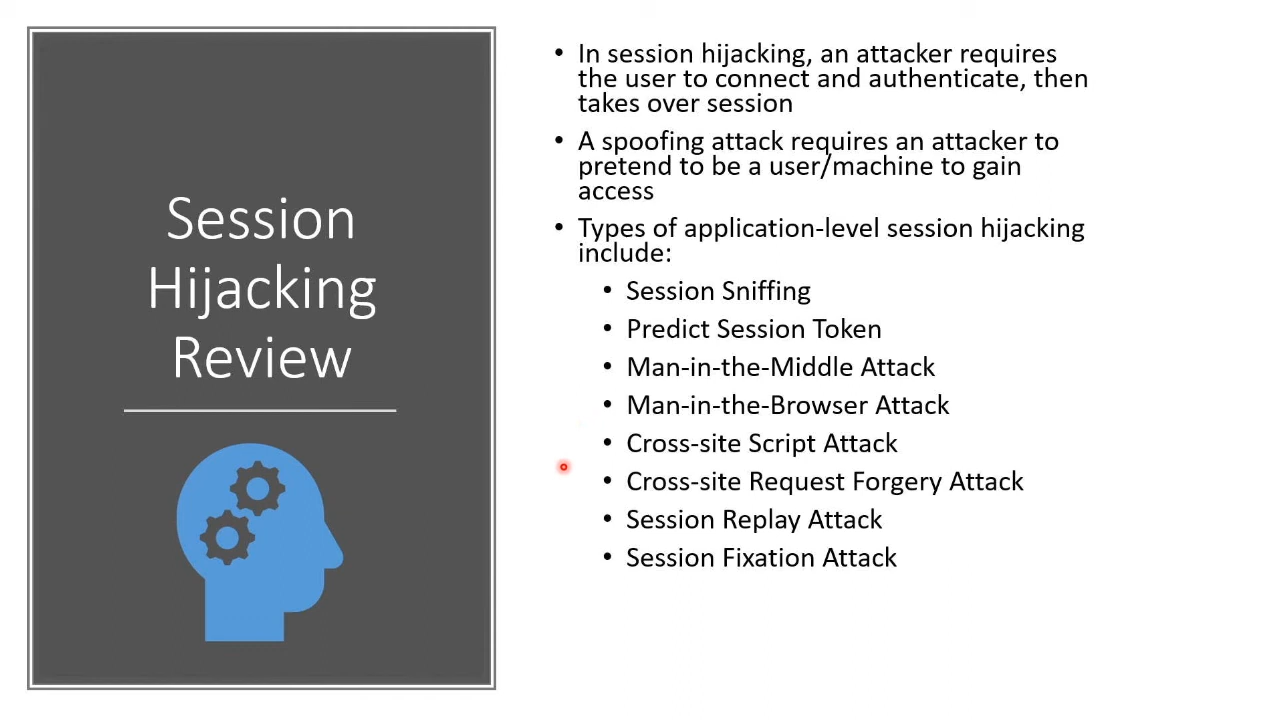 Session
Hijacking
Review
• In session hijacking, an attacker requires
the user to connect and authenticate, then
takes over session
• A spoofing attack requires an attacker to
pretend to be a user/machine to gain
access
• Types of application-level session hijacking
include:
• Session Sniffing
• Predict Session Token
• Man-in-the-Middle Attack
• Man-in-the-Browser Attack
• Cross-site Script Attack
• Cross-site Request Forgery Attack
• Session Replay Attack
• Session Fixation Attack